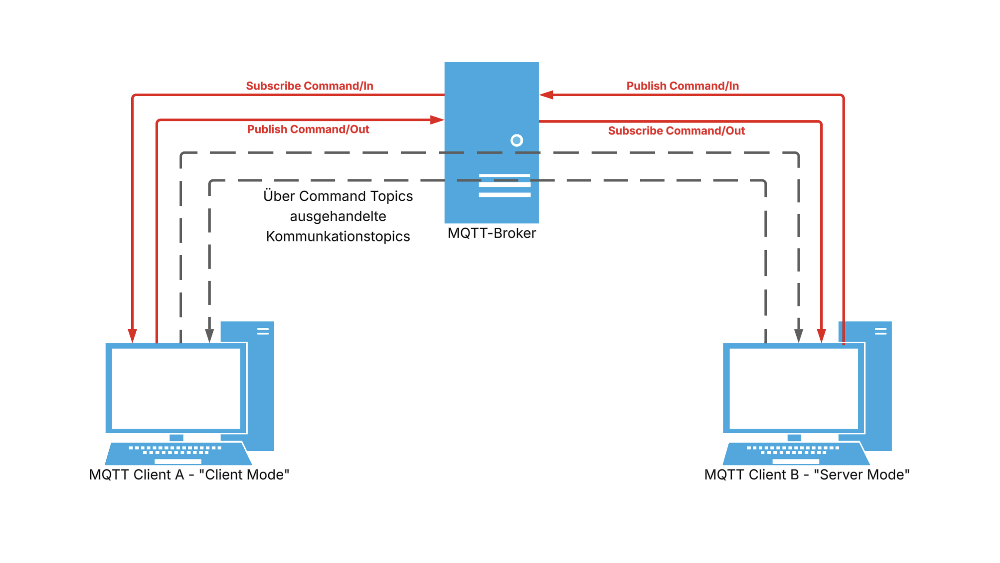 Subscribe Command/In
Publish Command/In
Publish Command/Out
Subscribe Command/Out
Über Command Topics
ausgehandelte
Kommunkationstopics
MQTT-Broker
MQTT Client A - "Client Mode"
MQTT Client B - "Server Mode"